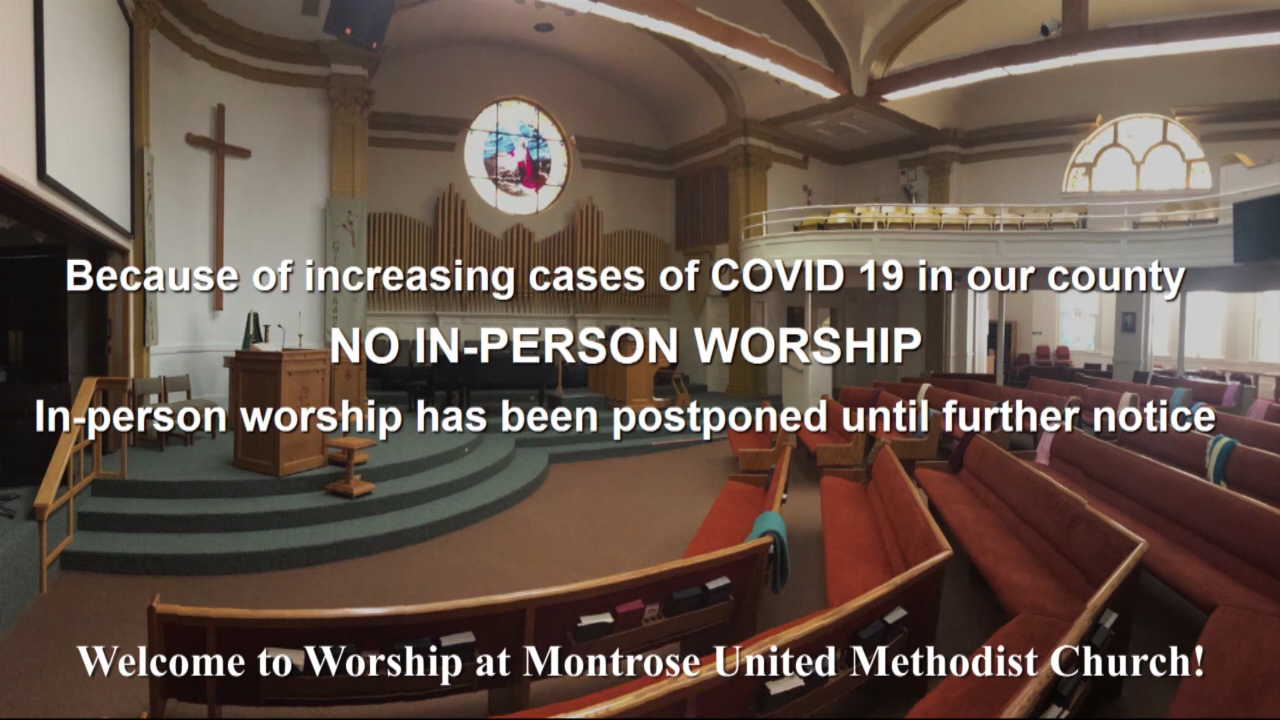 Because of increasing cases of COVID 19 in our county
NO IN-PERSON WORSHIP
In-person worship has been postponed until further notice
Welcome to Worship at Montrose United Methodist Church!